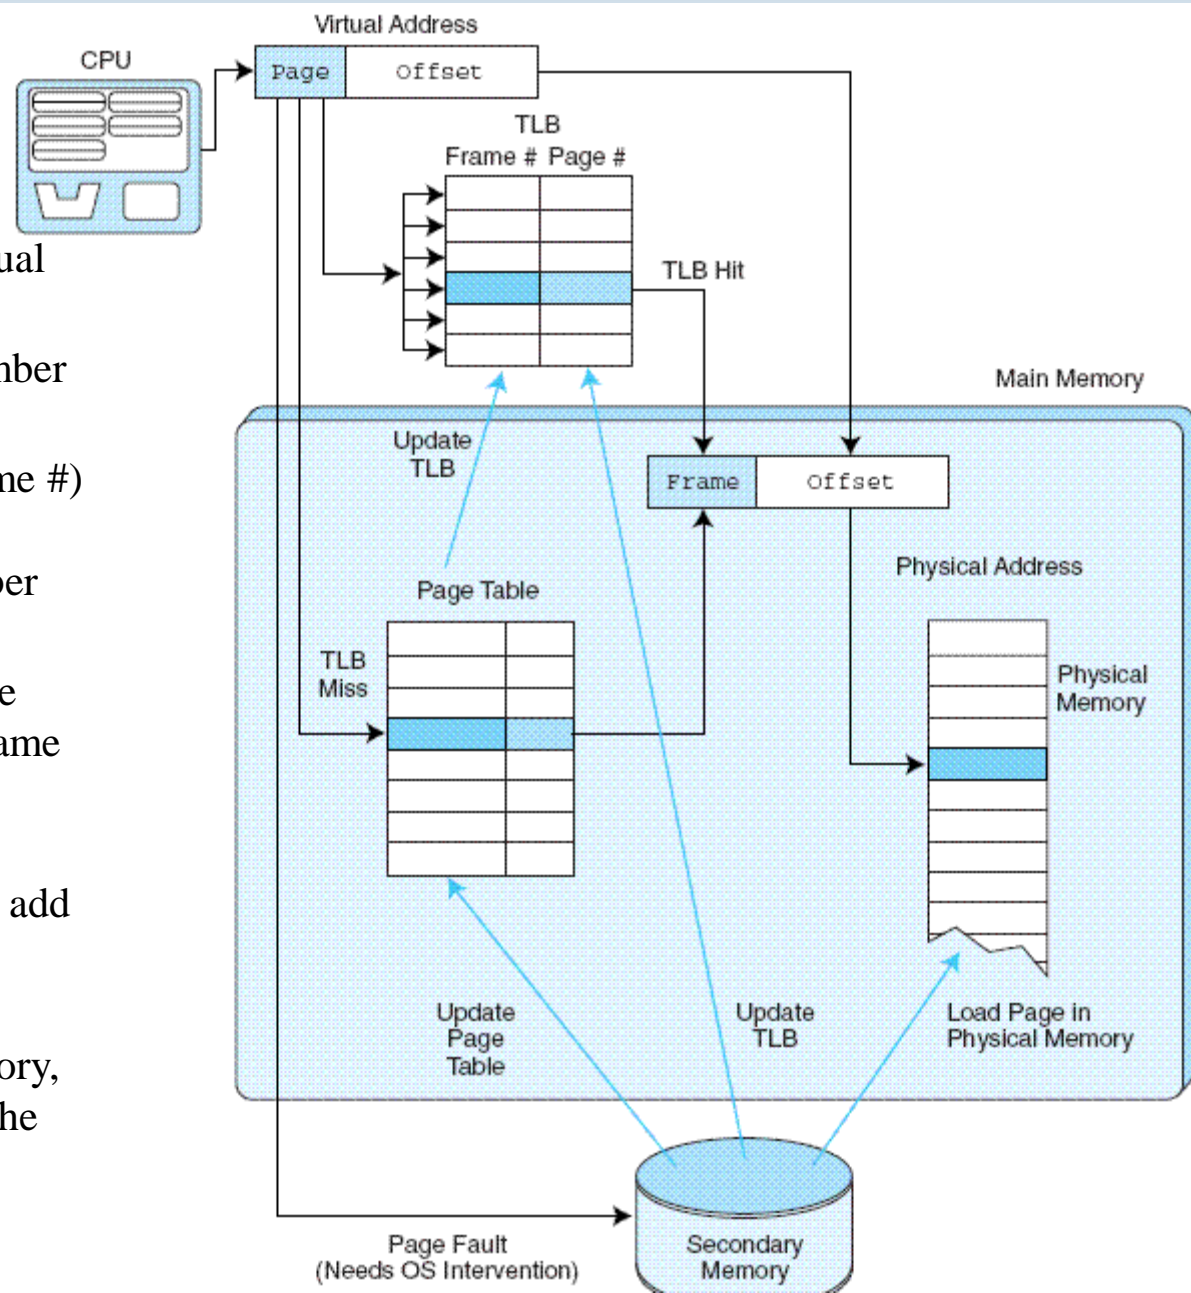 Virtual Address
CPU
Page Offset
TLB
Frame # Page #
TLB Hit
Main Memory
Update
TLB
Frame Offset
Physical Address
Page Table
TLB
Miss
Physical
Memory
Update
Page
Table
Update
TLB
Load Page in
Physical Memory
Page Fault
(Needs OS Intervention)
Secondary
Memory
ual
nber
ne #)
ber
e
ame
add
ory,
he